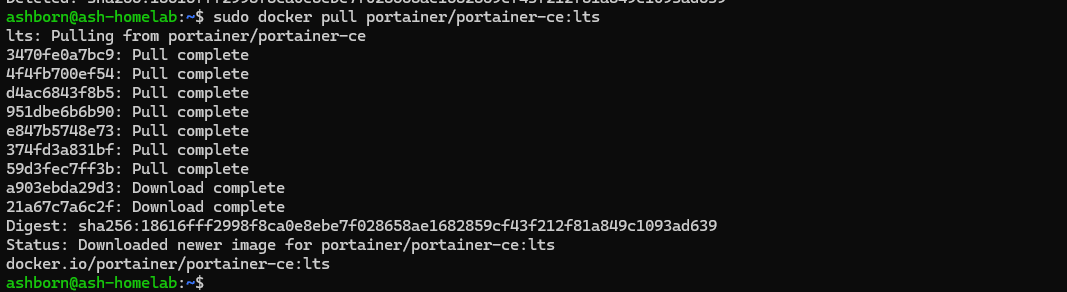 Deleted: sha256:18616fff2998f8ca0e8ebe7f028658ae1682859cf43f212f81a849c1093ad639
ashborn@ash-homelab:~$ sudo docker pull portainer/portainer-ce:lts
lts: Pulling from portainer/portainer-ce
3470fe0a7bc9: Pull complete
4f4fb700ef54: Pull complete
d4ac6843f8b5: Pull complete
951dbe6b6b90: Pull complete
e847b5748e73: Pull complete
374fd3a831bf: Pull complete
59d3fec7ff3b: Pull complete
a903ebda29d3: Download complete
21a67c7a6c2f: Download complete
Digest: sha256:18616fff2998f8ca0e8ebe7f028658ae1682859cf43f212f81a849c1093ad639
Status: Downloaded newer image for portainer/portainer-ce:lts
docker.io/portainer/portainer-ce:lts
ashborn@ash-homelab:~$